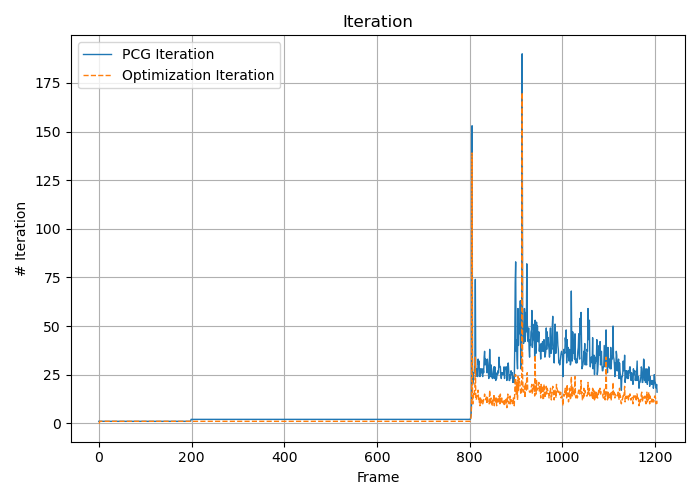 Iteration
PCG Iteration
Optimization Iteration
175
150
125
100
75
50
25
0
# Iteration
0 200 400 600 800 1000 1200
Frame